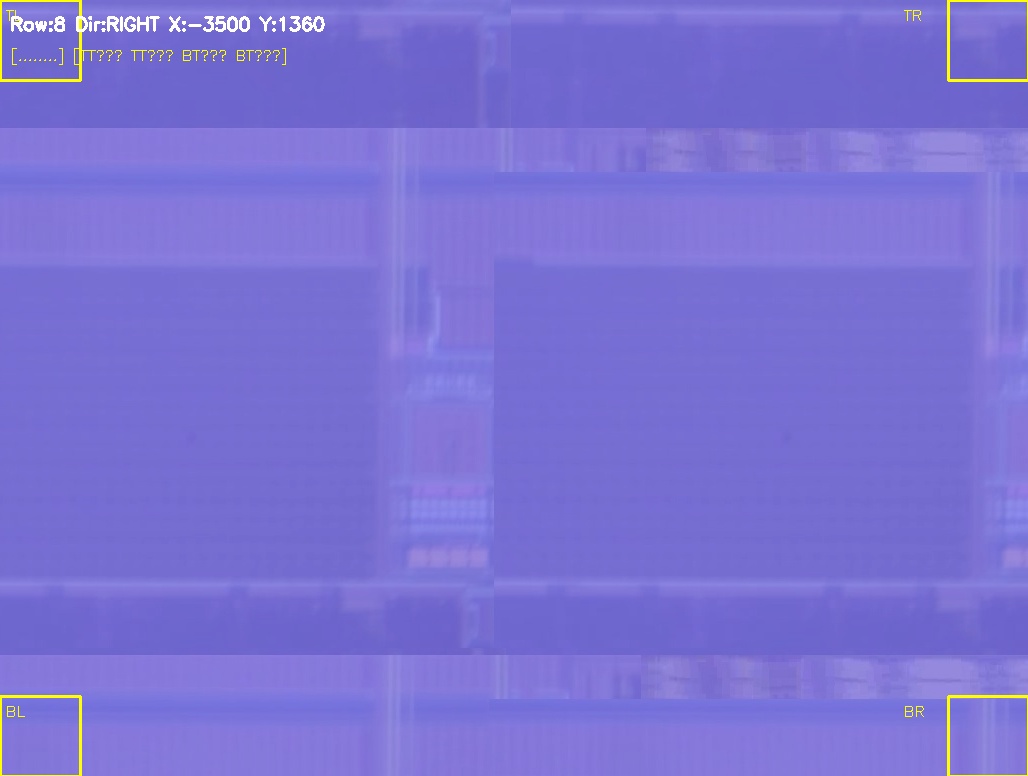 TL
Row:8 Dir:RIGHT X:-3500 Y:1360
TR
[........] [TT??? TT??? BT??? BT???]
BL
BR